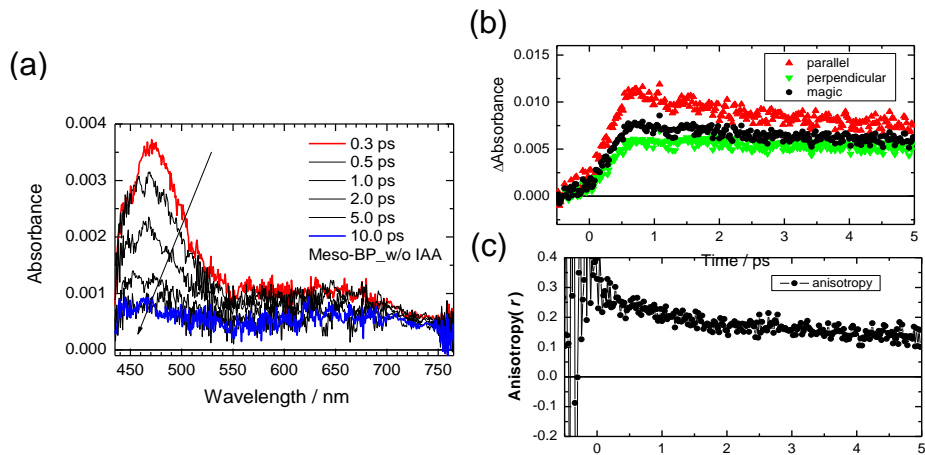 (a)
0.004
0.003
0.002
0.001
0.000
Absorbance
0.3 ps
0.5 ps
1.0 ps
2.0 ps
5.0 ps
10.0 ps
Meso-BP_w/o IAA
450 500 550 600 650 700 750
Wavelength / nm
(b)
0.015
0.010
0.005
0.000
ΔAbsorbance
parallel
perpendicular
magic
0 1 2 3 4 5
Time / ps
(c)
0.4
0.3
0.2
0.1
0.0
-0.1
-0.2
Anisotropy( r )
anisotropy
0 1 2 3 4 5